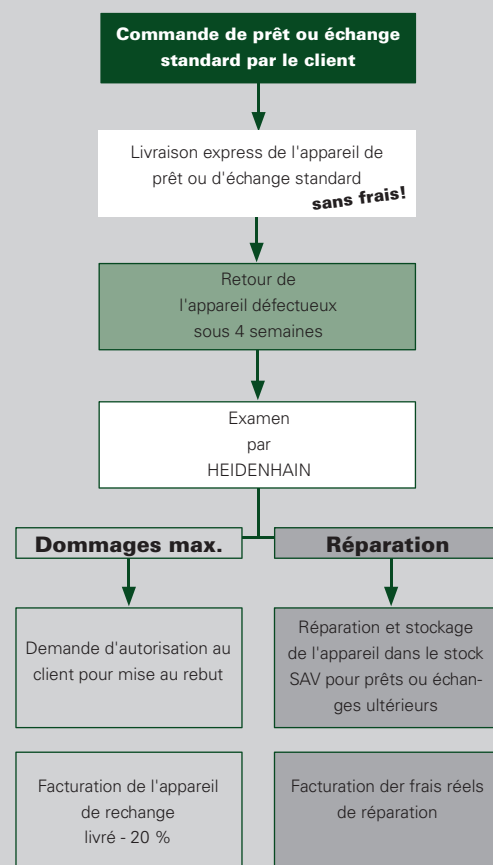 Commande de prêt ou échange
standard par le client
Livraison express de l'appareil de
prêt ou d'échange standard
sans frais!
Retour de
l'appareil défectueux
sous 4 semaines
Examen
par
HEIDENHAIN
Dommages max.
Réparation
Demande d'autorisation au
client pour mise au rebut
Réparation et stockage
de l'appareil dans le stock
SAV pour prêts ou échan-
ges ultérieurs
Facturation de l'appareil
de rechange
livré - 20 %
Facturation der frais réels
de réparation